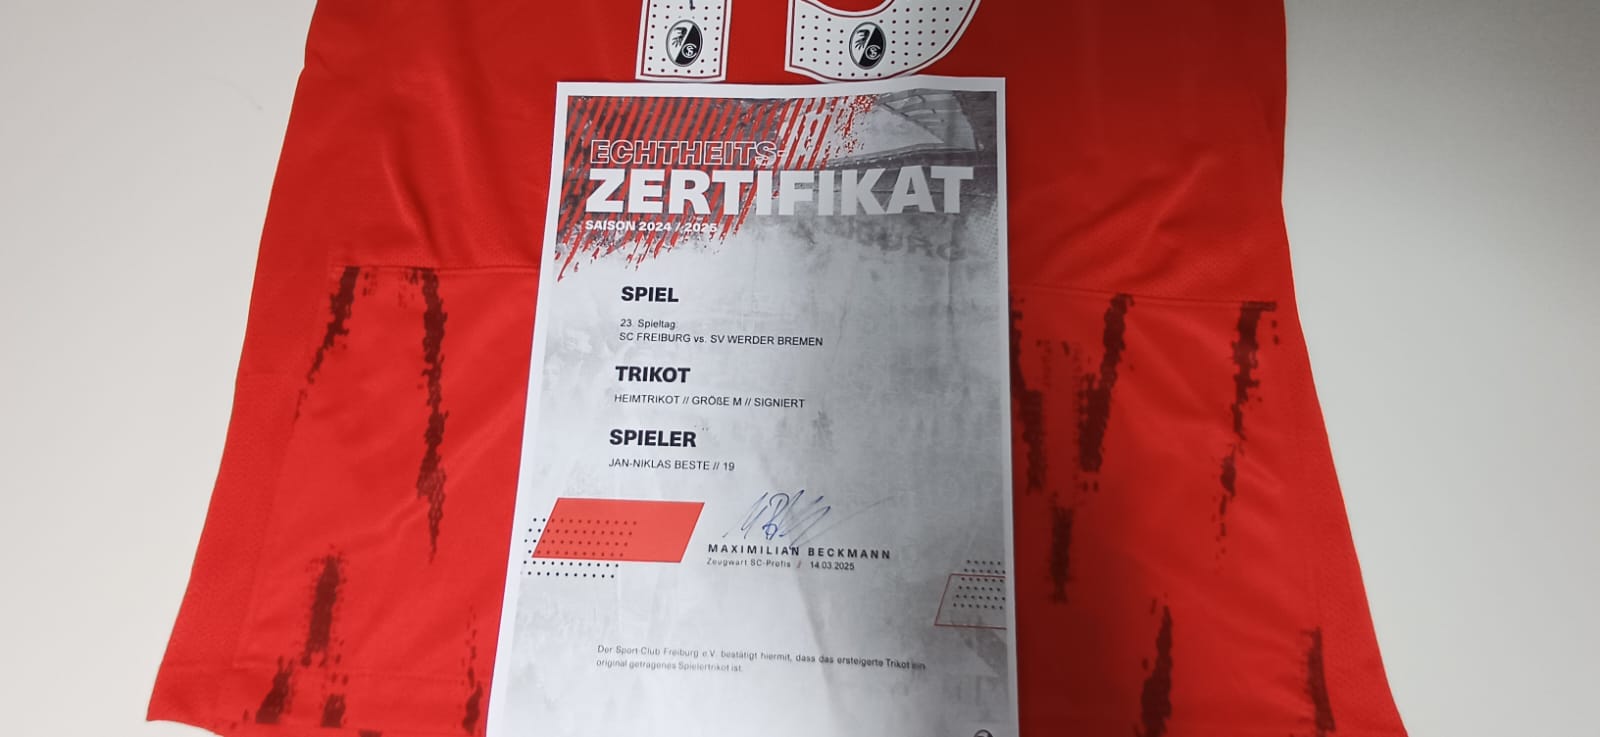 19
ECHTHEITS-
ZERTIFIKAT
SAISON 2024 / 2025
SPIEL
23. Spieltag:
SC FREIBURG vs. SV WERDER BREMEN
TRIKOT
HEIMTRIKOT // GRÖßE M // SIGNIERT
SPIELER
JAN-NIKLAS BESTE // 19
MAXIMILIAN BECKMANN
Zeugwart SC-Profis // 14.03.2025
Der Sport-Club Freiburg e.V. bestätigt hiermit, dass das ersteigerte Trikot ein
original getragenes Spielertrikot ist.